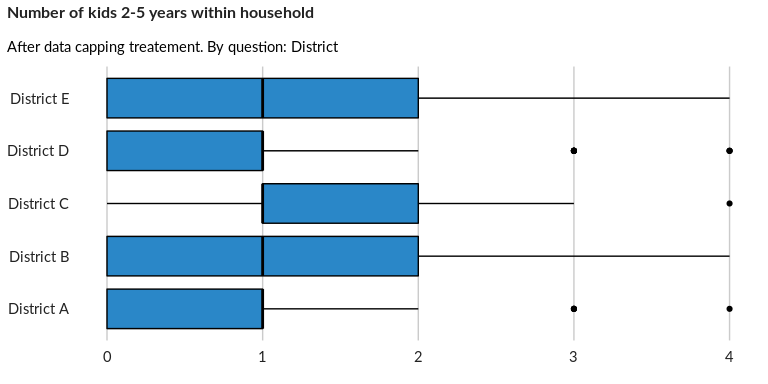 Number of kids 2-5 years within household
After data capping treatement. By question: District
District E
District D
District C
District B
District A
0 1 2 3 4